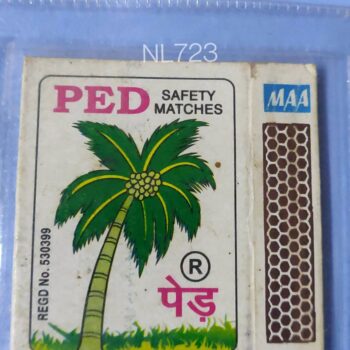 NL723
PED SAFETY MATCHES
MAA
REGD No. 530399
®
पेड़